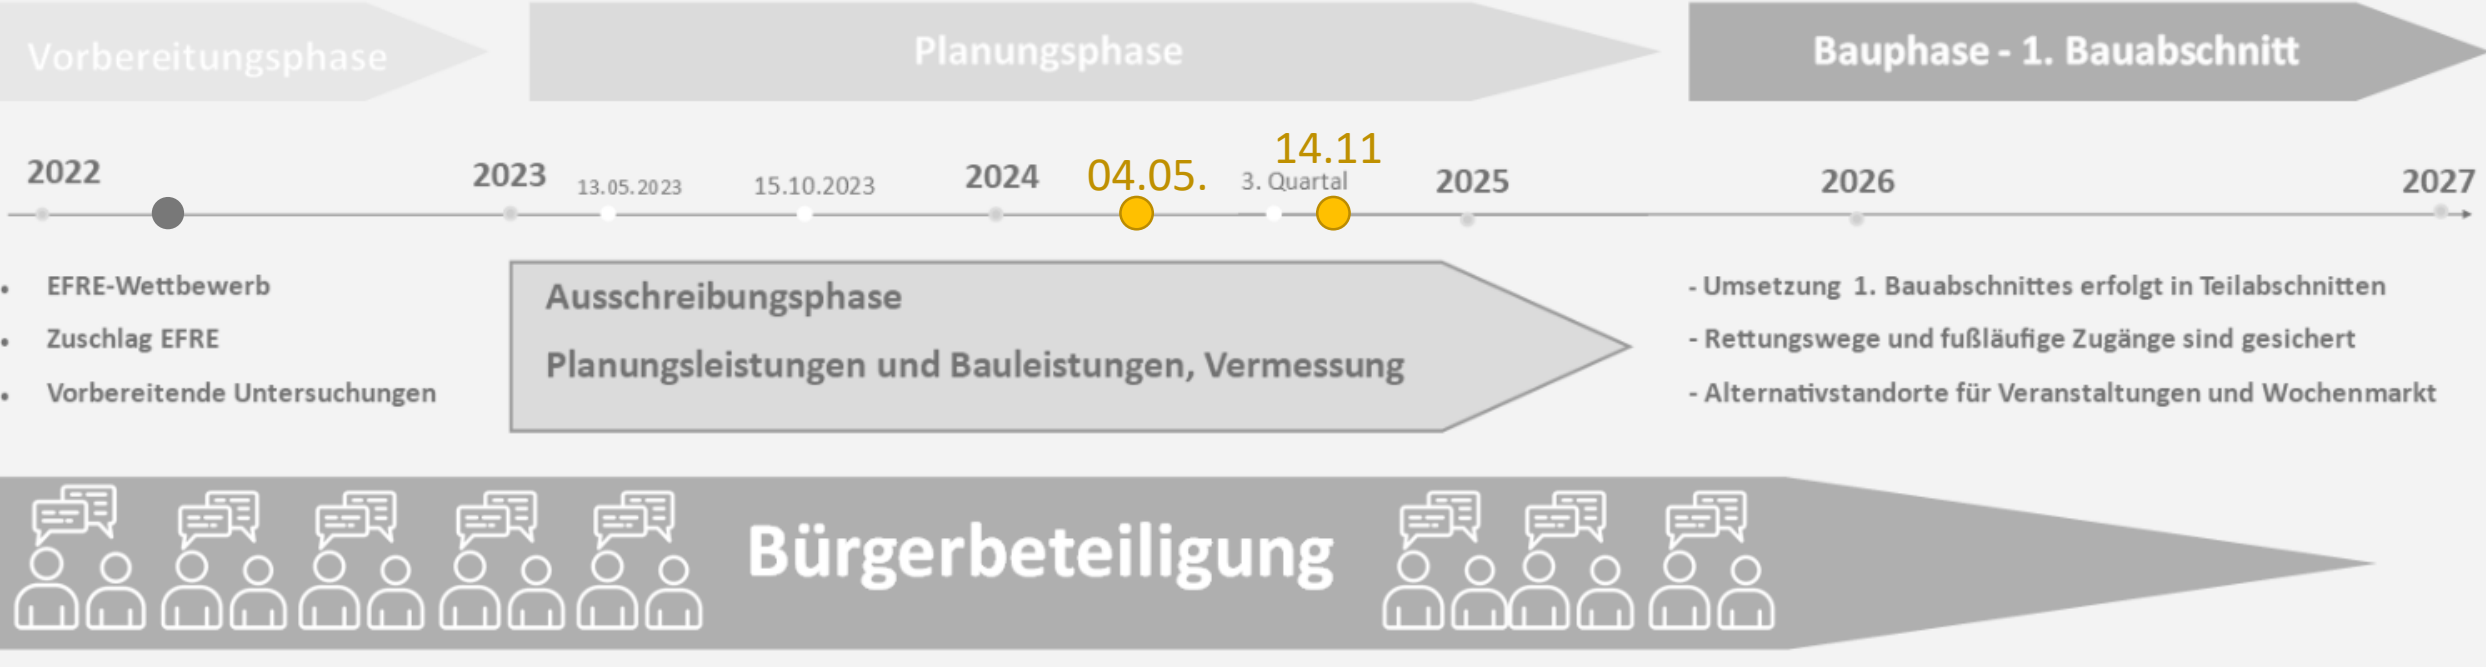 Vorbereitungsphase
Planungsphase
Bauphase - 1. Bauabschnitt
2022
2023
13.05.2023
15.10.2023
2024
04.05.
3. Quartal
14.11
2025
2026
2027
• EFRE-Wettbewerb
• Zuschlag EFRE
• Vorbereitende Untersuchungen
Ausschreibungsphase
Planungsleistungen und Bauleistungen, Vermessung
- Umsetzung 1. Bauabschnittes erfolgt in Teilabschnitten
- Rettungswege und fußläufige Zugänge sind gesichert
- Alternativstandorte für Veranstaltungen und Wochenmarkt
Bürgerbeteiligung